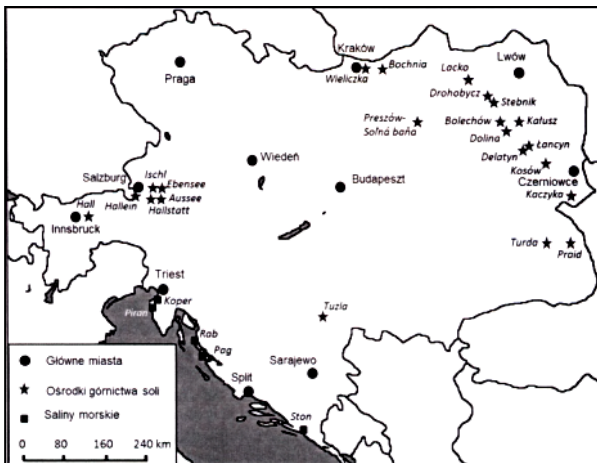 Kraków
Praga
Wieliczka
Bochnia
Lacko
Lwów
Drohobycz
Stebnik
Preszów-
Soľná baňa
Bolechów
Kałusz
Dolina
Łancyn
Delatyn
Kosów
Czerniowce
Kaczyka
Wiedeń
Budapeszt
Salzburg
Ischl
Ebensee
Aussee
Hallein
Hallstatt
Hall
Innsbruck
Turda
Praid
Triest
Koper
Piran
Rab
Pag
Tuzla
Sarajewo
Split
Ston
Główne miasta
Ośrodki górnictwa soli
Saliny morskie
0 80 160 240 km